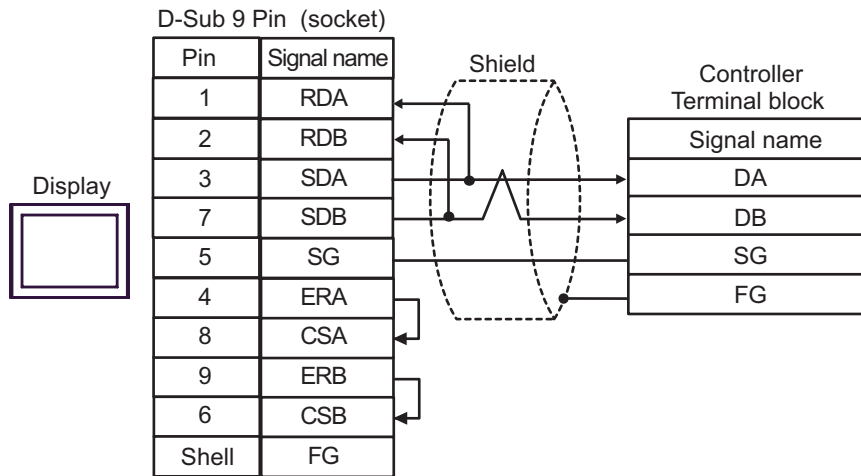 D-Sub 9 Pin (socket)
Pin Signal name
1 RDA
2 RDB
3 SDA
7 SDB
5 SG
4 ERA
8 CSA
9 ERB
6 CSB
Shell FG
Display
Shield
Controller
Terminal block
Signal name
DA
DB
SG
FG